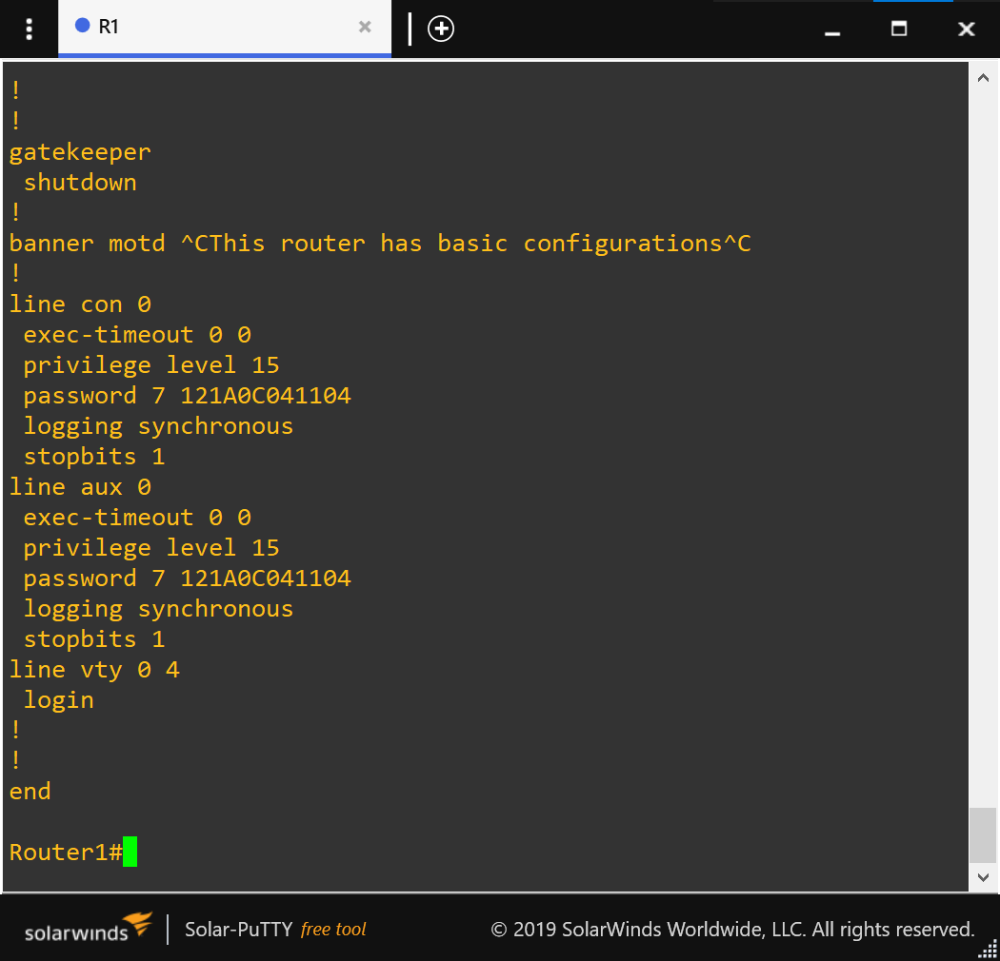 R1
!
!
gatekeeper
 shutdown
!
banner motd ^CThis router has basic configurations^C
!
line con 0
 exec-timeout 0 0
 privilege level 15
 password 7 121A0C041104
 logging synchronous
 stopbits 1
line aux 0
 exec-timeout 0 0
 privilege level 15
 password 7 121A0C041104
 logging synchronous
 stopbits 1
line vty 0 4
 login
!
!
end
Router1#
solarwinds Solar-PuTTY free tool © 2019 SolarWinds Worldwide, LLC. All rights reserved.